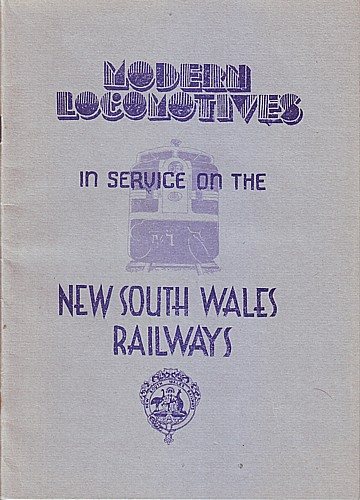 MODERN
LOCOMOTIVES
IN SERVICE ON THE
NEW SOUTH WALES
RAILWAYS